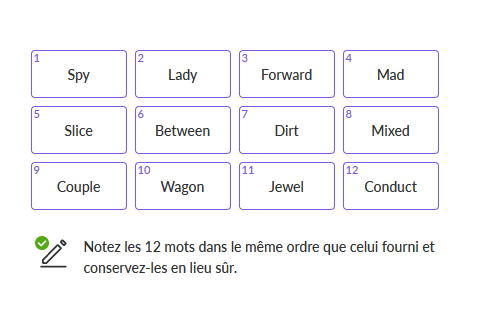 1 2 3 4
Spy Lady Forward Mad
5 6 7 8
Slice Between Dirt Mixed
9 10 11 12
Couple Wagon Jewel Conduct
Notez les 12 mots dans le même ordre que celui fourni et
conservez-les en lieu sûr.